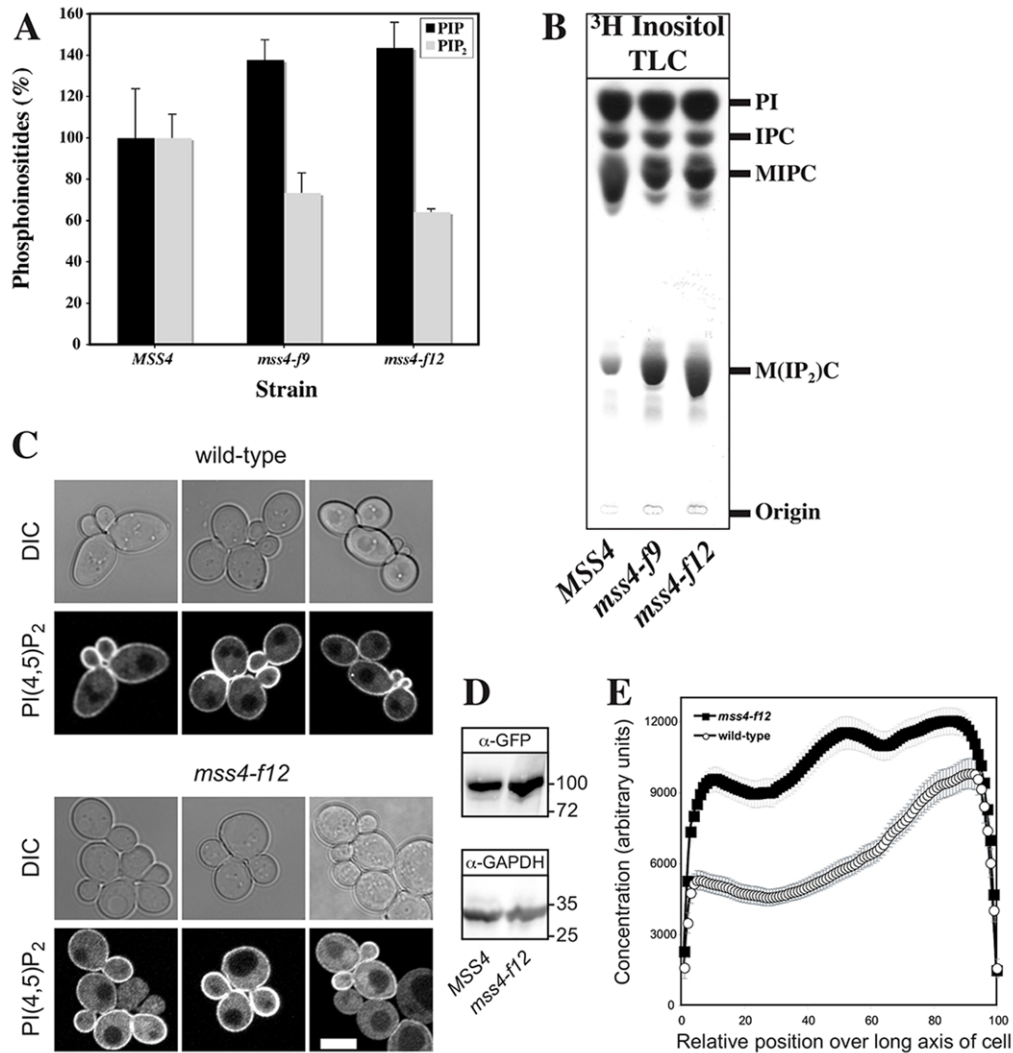 A
Phosphoinositides (%)
160
140
120
100
80
60
40
20
0
PIP
PIP₂
MSS4
mss4-f9
mss4-f12
Strain
B
³H Inositol
TLC
PI
IPC
MIPC
M(IP₂)C
Origin
MSS4
mss4-f9
mss4-f12
C
wild-type
DIC
PI(4,5)P₂
mss4-f12
DIC
PI(4,5)P₂
D
α-GFP
100
72
α-GAPDH
35
25
MSS4
mss4-f12
E
Concentration (arbitrary units)
12000
9000
6000
3000
0
mss4-f12
wild-type
0
20
40
60
80
100
Relative position over long axis of cell